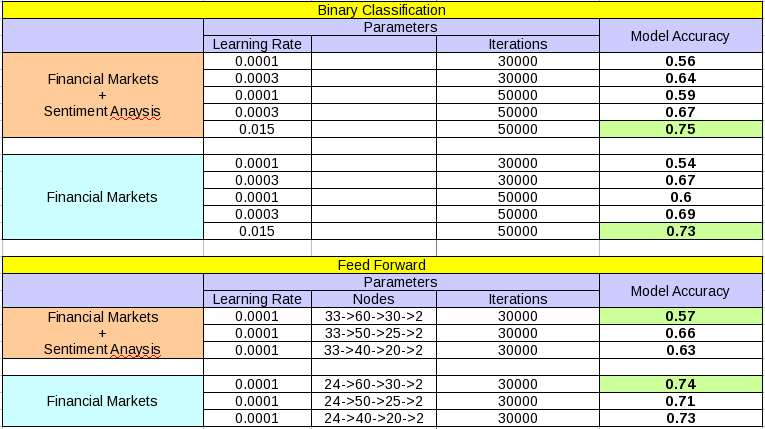 Binary Classification
Parameters Model Accuracy
Learning Rate Iterations
Financial Markets + Sentiment Anaysis
0.0001 30000 0.56
0.0003 30000 0.64
0.0001 50000 0.59
0.0003 50000 0.67
0.015 50000 0.75
Financial Markets
0.0001 30000 0.54
0.0003 30000 0.67
0.0001 50000 0.6
0.0003 50000 0.69
0.015 50000 0.73
Feed Forward
Parameters Model Accuracy
Learning Rate Nodes Iterations
Financial Markets + Sentiment Anaysis
0.0001 33->60->30->2 30000 0.57
0.0001 33->50->25->2 30000 0.66
0.0001 33->40->20->2 30000 0.63
Financial Markets
0.0001 24->60->30->2 30000 0.74
0.0001 24->50->25->2 30000 0.71
0.0001 24->40->20->2 30000 0.73